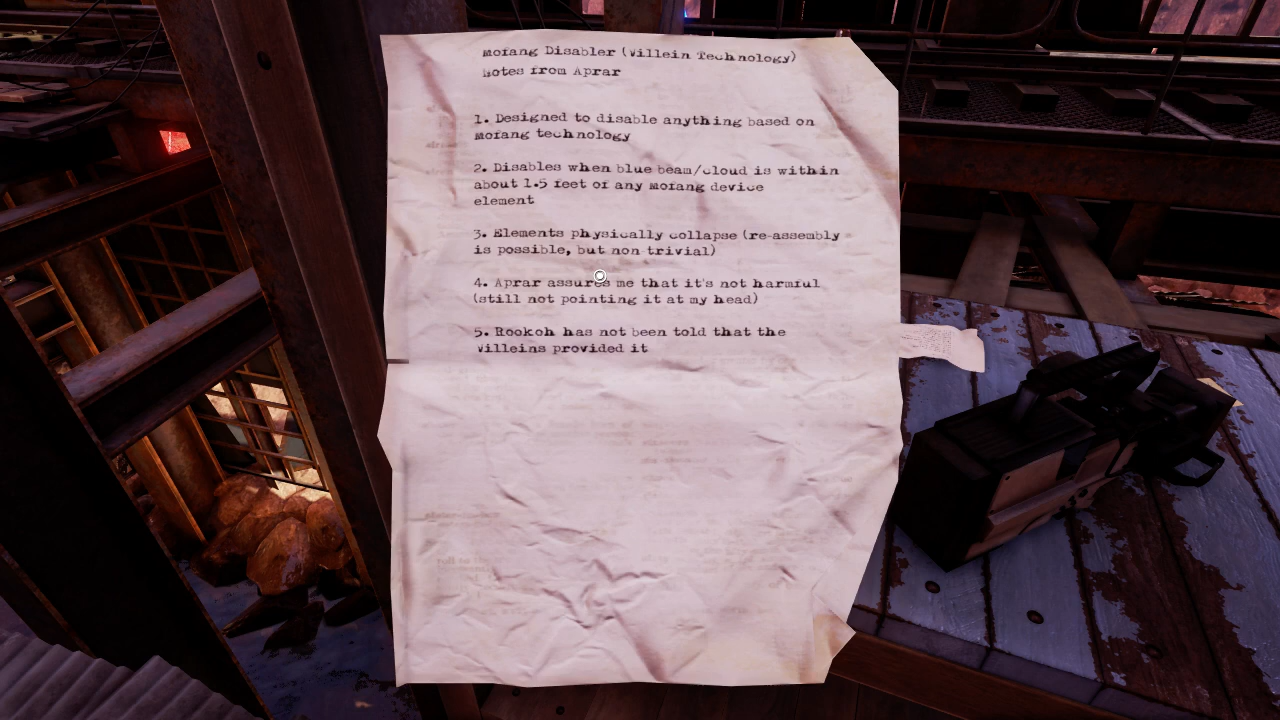 Mofang Disabler (Villein Technology)
Notes from Aprar
1. Designed to disable anything based on
mofang technology
2. Disables when blue beam/cloud is within
about 1.5 feet of any mofang device
element
3. Elements physically collapse (re-assembly
is possible, but non trivial)
4. Aprar assures me that it's not harmful
(still not pointing it at my head)
5. Rookoh has not been told that the
Villeins provided it